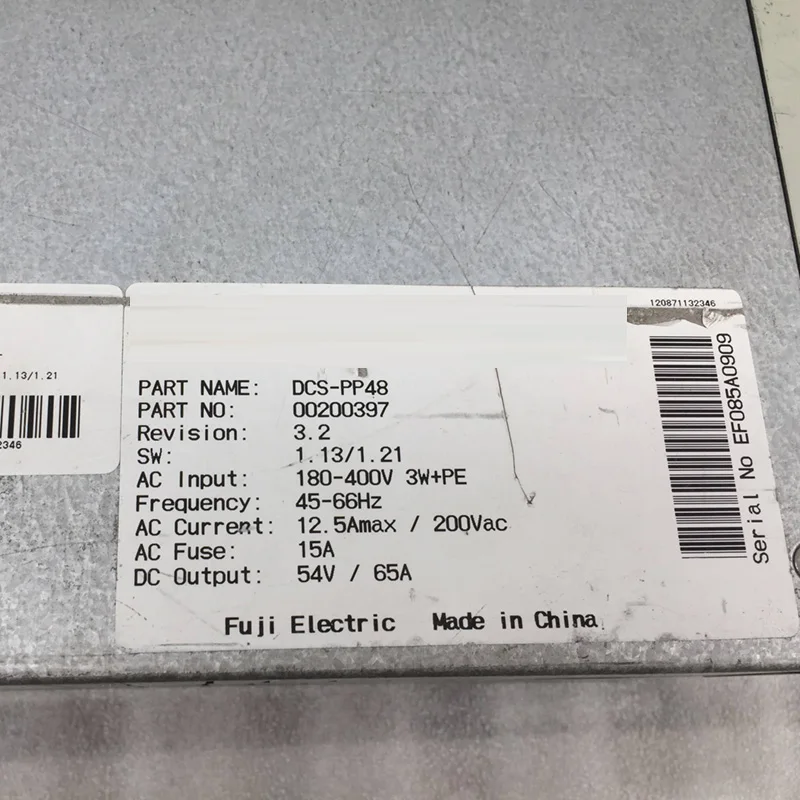 120871132346
1.13/1.21
2346
PART NAME: DCS-PP48
PART NO: 00200397
Revision: 3.2
SW: 1.13/1.21
AC Input: 180-400V 3W+PE
Frequency: 45-66Hz
AC Current: 12.5Amax / 200Vac
AC Fuse: 15A
DC Output: 54V / 65A
Fuji Electric Made in China
Serial No EF085A0909